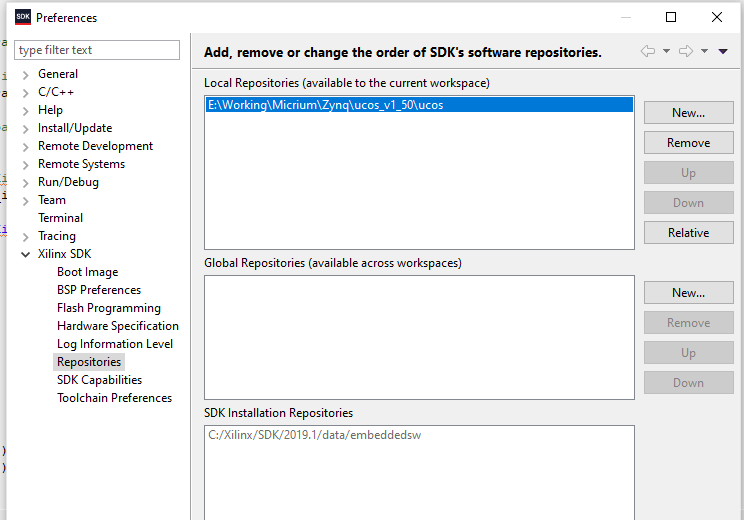 SDK Preferences
type filter text
General
C/C++
Help
Install/Update
Remote Development
Remote Systems
Run/Debug
Team
Terminal
Tracing
Xilinx SDK
Boot Image
BSP Preferences
Flash Programming
Hardware Specification
Log Information Level
Repositories
SDK Capabilities
Toolchain Preferences
Add, remove or change the order of SDK's software repositories.
Local Repositories (available to the current workspace)
E:\Working\Micrium\Zynq\ucos_v1_50\ucos
New...
Remove
Up
Down
Relative
Global Repositories (available across workspaces)
New...
Remove
Up
Down
SDK Installation Repositories
C:/Xilinx/SDK/2019.1/data/embeddedsw